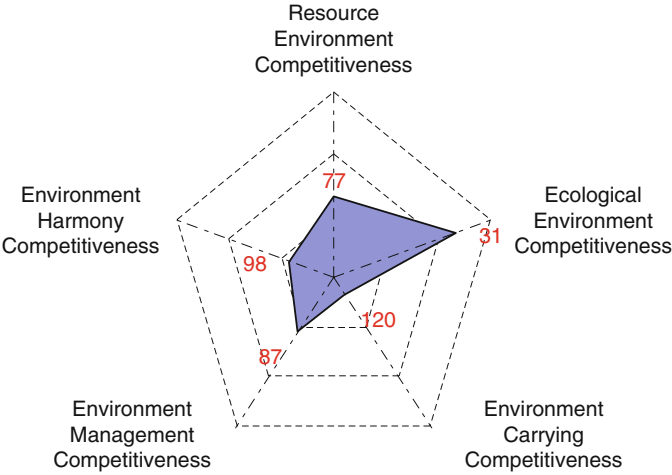 Resource
Environment
Competitiveness
77
Environment
Harmony
Competitiveness
Ecological
Environment
Competitiveness
31
98
120
87
Environment
Management
Competitiveness
Environment
Carrying
Competitiveness